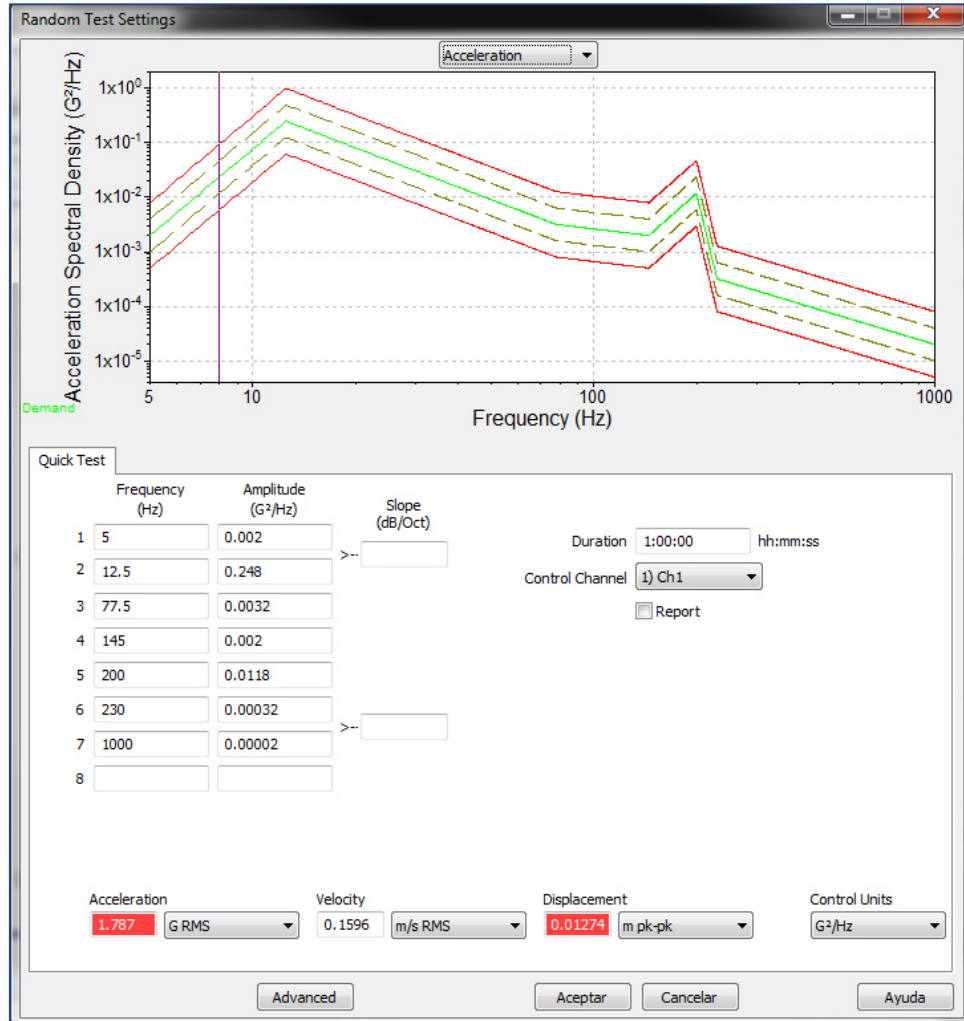 Random Test Settings
Acceleration
Acceleration Spectral Density (G²/Hz)
1x10⁰
1x10⁻¹
1x10⁻²
1x10⁻³
1x10⁻⁴
1x10⁻⁵
5 10 100 1000
Demand
Frequency (Hz)
Quick Test
Frequency (Hz) Amplitude (G²/Hz) Slope (dB/Oct)
1 5 0.002
>--
2 12.5 0.248
3 77.5 0.0032
4 145 0.002
5 200 0.0118
6 230 0.00032
>--
7 1000 0.00002
8
Duration 1:00:00 hh:mm:ss
Control Channel 1) Ch1
Report
Acceleration Velocity Displacement Control Units
1.787 G RMS 0.1596 m/s RMS 0.01274 m pk-pk G²/Hz
Advanced Aceptar Cancelar Ayuda